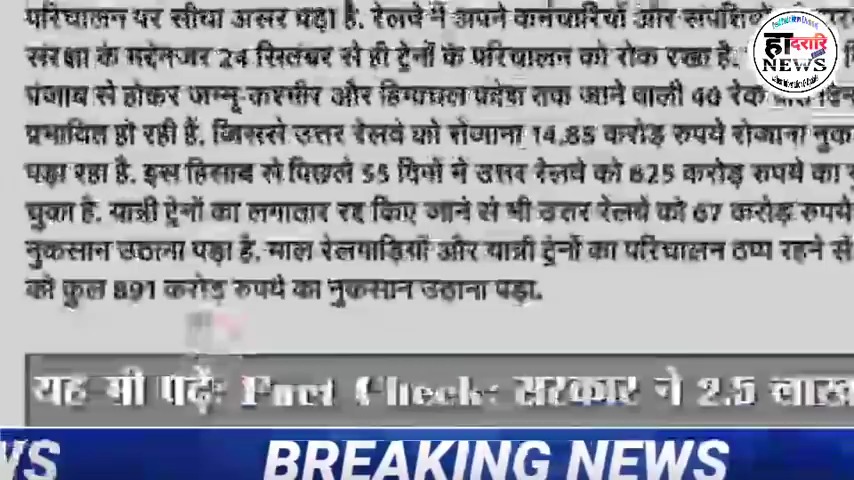 परिचालन पर सीधा असर पड़ा है. रेलवे ने अपने कर्मचारियों और संपत्तियों
सुरक्षा के मद्देनजर 24 सितंबर से ही ट्रेनों के परिचालन को रोक रखा है.
पंजाब से होकर जम्मू-कश्मीर और हिमाचल प्रदेश तक जाने वाली 40 रेक
प्रभावित हो रही हैं. जिससे उत्तर रेलवे को रोजाना 14.85 करोड़ रुपये रोजाना नुक
पड़ा रहा है. इस हिसाब से पिछले 55 दिनों में उत्तर रेलवे को 825 करोड़ रुपये का
चुका है. यात्री ट्रेनों का लगातार रद्द किए जाने से भी उत्तर रेलवे को 67 करोड़ रुपये
नुकसान उठाना पड़ा है. माल रेलगाड़ियों और यात्री ट्रेनों का परिचालन ठप्प रहने से
को कुल 891 करोड़ रुपये का नुकसान उठाना पड़ा.
यह भी पढ़ें: Fact Check: सरकार ने 2.5 लाख
हादरारि
NEWS
WS BREAKING NEWS